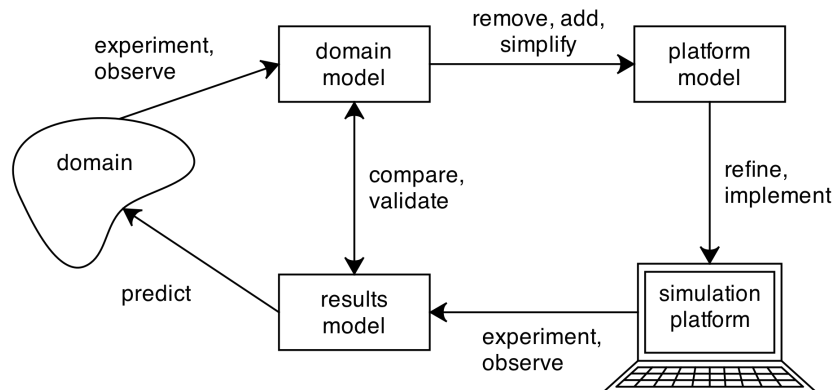 experiment,
observe
domain
model
remove, add,
simplify
platform
model
domain
compare,
validate
refine,
implement
predict
results
model
experiment,
observe
simulation
platform